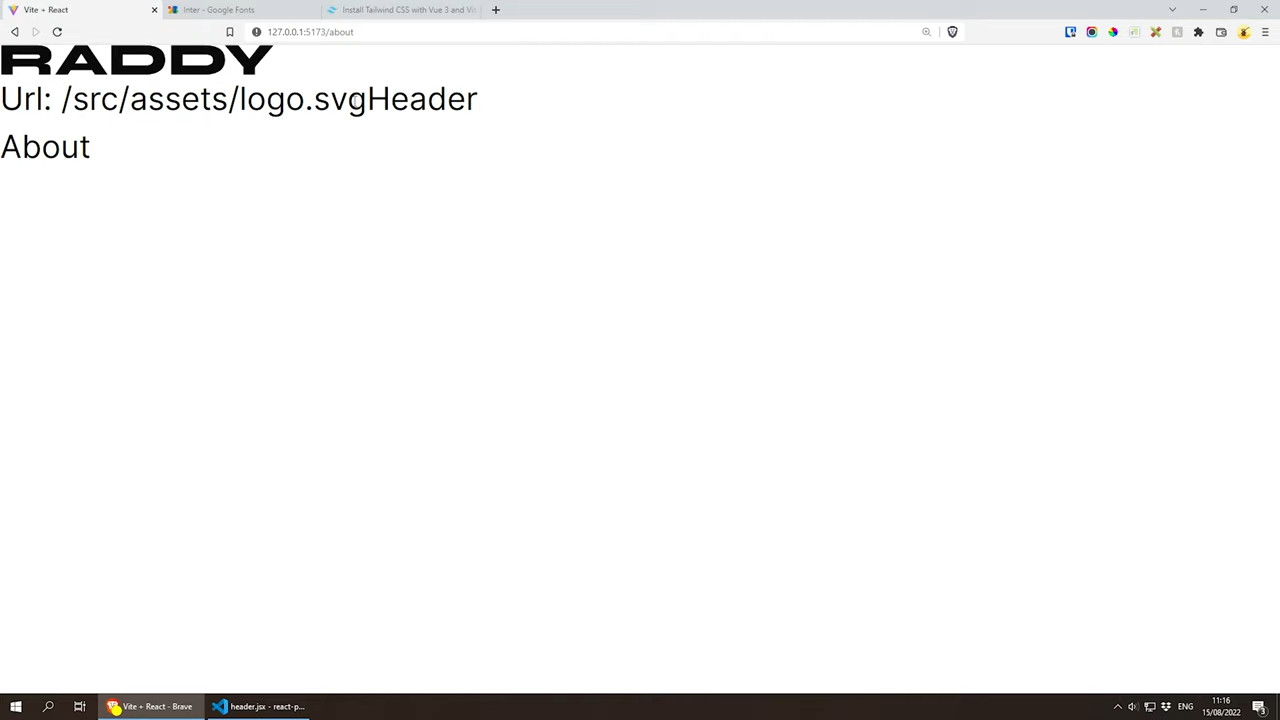 Vite + React
Inter - Google Fonts
Install Tailwind CSS with Vue 3 and Vi
127.0.0.1:5173/about
RADDY
Url: /src/assets/logo.svgHeader
About
Vite + React - Brave
header.jsx - react-p...
ENG
11:16
15/08/2022
3